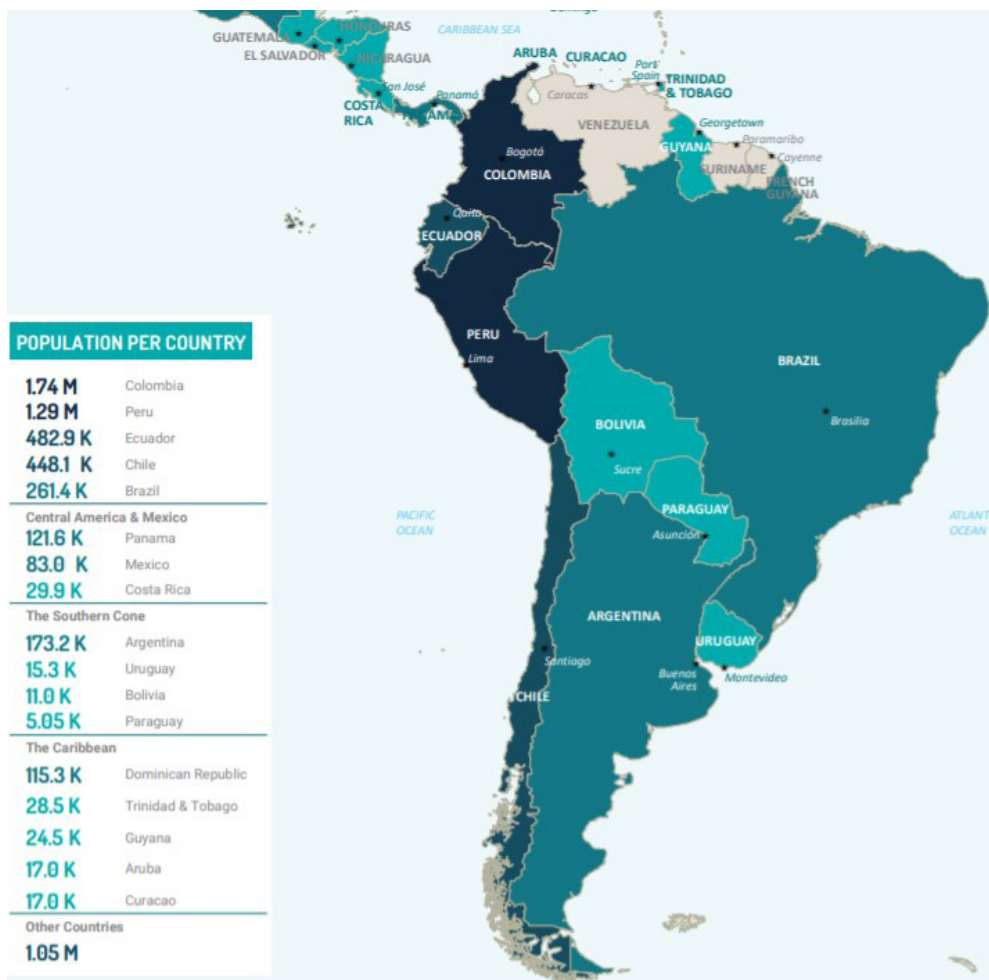 Domingo
CARIBBEAN SEA
HONDURAS
GUATEMALA
EL SALVADOR
NICARAGUA
ARUBA
CURACAO
Port
Spain
TRINIDAD
& TOBAGO
San José
Panamá
Caracas
COSTA
RICA
PANAMA
VENEZUELA
Georgetown
Paramaribo
GUYANA
Cayenne
Bogotá
SURINAME
COLOMBIA
FRENCH
GUYANA
Quito
ECUADOR
PERU
Lima
BRAZIL
Brasilia
BOLIVIA
Sucre
PACIFIC
OCEAN
PARAGUAY
Asunción
ATLANT
OCEAN
ARGENTINA
URUGUAY
Santiago
Buenos
Aires
Montevideo
CHILE
POPULATION PER COUNTRY
1.74 M Colombia
1.29 M Peru
482.9 K Ecuador
448.1 K Chile
261.4 K Brazil
Central America & Mexico
121.6 K Panama
83.0 K Mexico
29.9 K Costa Rica
The Southern Cone
173.2 K Argentina
15.3 K Uruguay
11.0 K Bolivia
5.05 K Paraguay
The Caribbean
115.3 K Dominican Republic
28.5 K Trinidad & Tobago
24.5 K Guyana
17.0 K Aruba
17.0 K Curacao
Other Countries
1.05 M